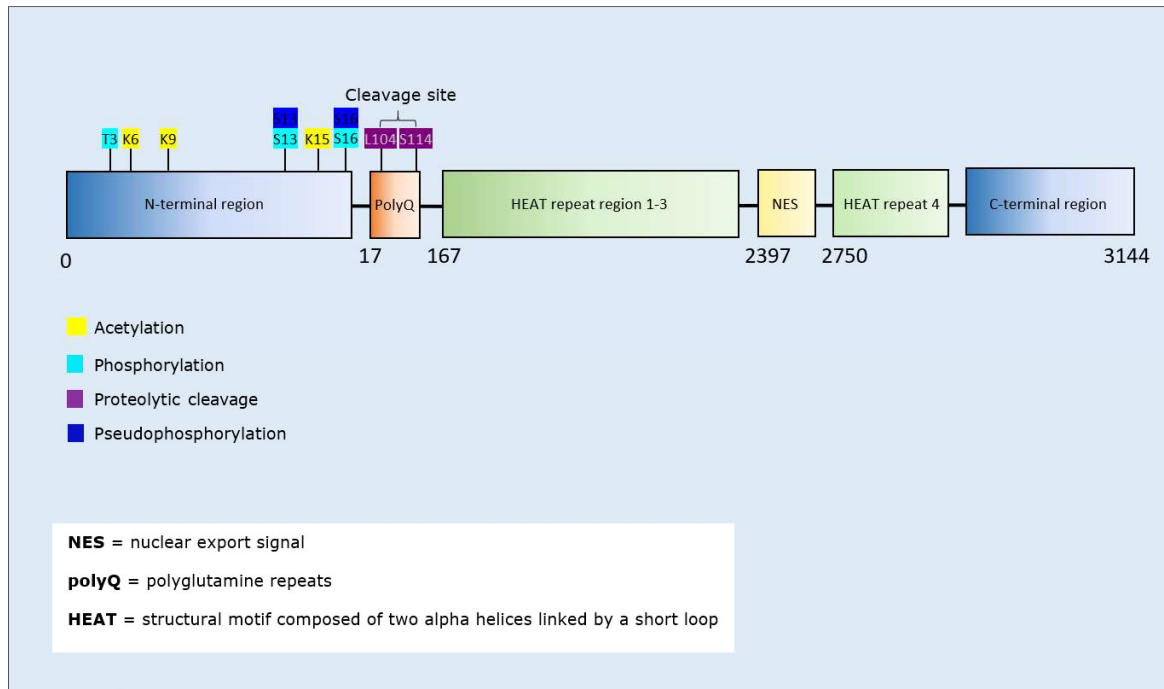 Cleavage site
S13 S16
T3 K6 K9 S13 K15 S16 L104 S114
N-terminal region PolyQ HEAT repeat region 1-3 NES HEAT repeat 4 C-terminal region
0 17 167 2397 2750 3144
Acetylation
Phosphorylation
Proteolytic cleavage
Pseudophosphorylation
NES = nuclear export signal
polyQ = polyglutamine repeats
HEAT = structural motif composed of two alpha helices linked by a short loop